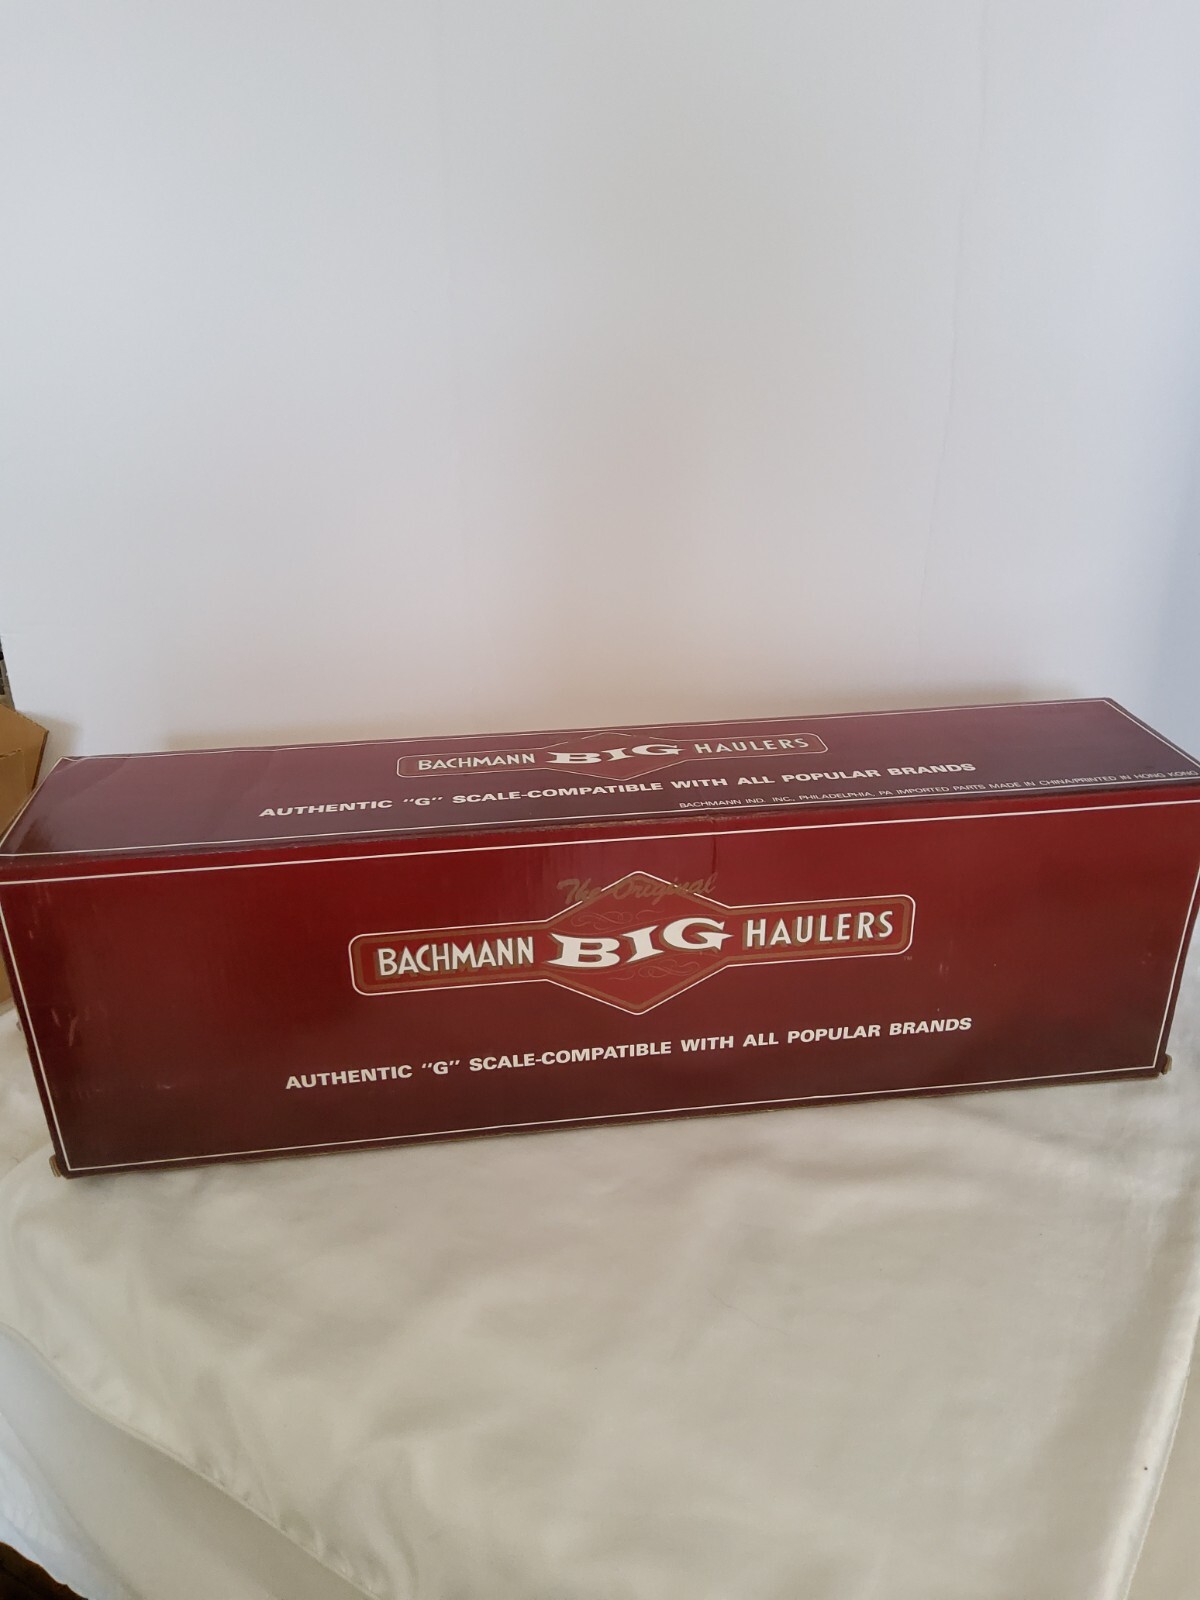 BACHMANN BIG HAULERS
AUTHENTIC "G" SCALE-COMPATIBLE WITH ALL POPULAR BRANDS
BACHMANN IND. INC., PHILADELPHIA, PA IMPORTED PARTS MADE IN CHINA/PRINTED IN HONG KONG
The Original
BACHMANN BIG HAULERS ™
AUTHENTIC "G" SCALE-COMPATIBLE WITH ALL POPULAR BRANDS